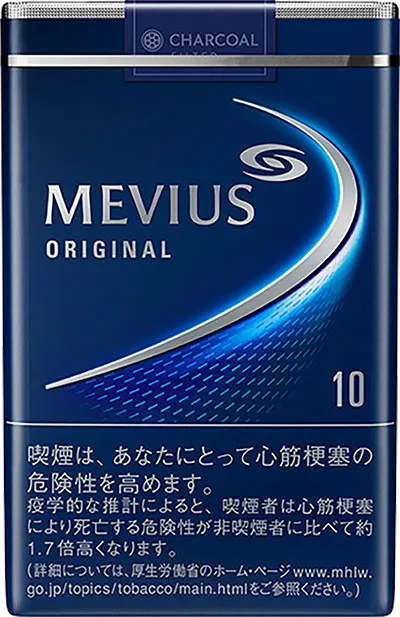 CHARCOAL
FILTER
MEVIUS
ORIGINAL
10
喫煙は、あなたにとって心筋梗塞の
危険性を高めます。
疫学的な推計によると、喫煙者は心筋梗塞
により死亡する危険性が非喫煙者に比べて約
1.7倍高くなります。
(詳細については、厚生労働省のホーム・ページ www.mhlw.
go.jp/topics/tobacco/main.htmlをご参照ください。)